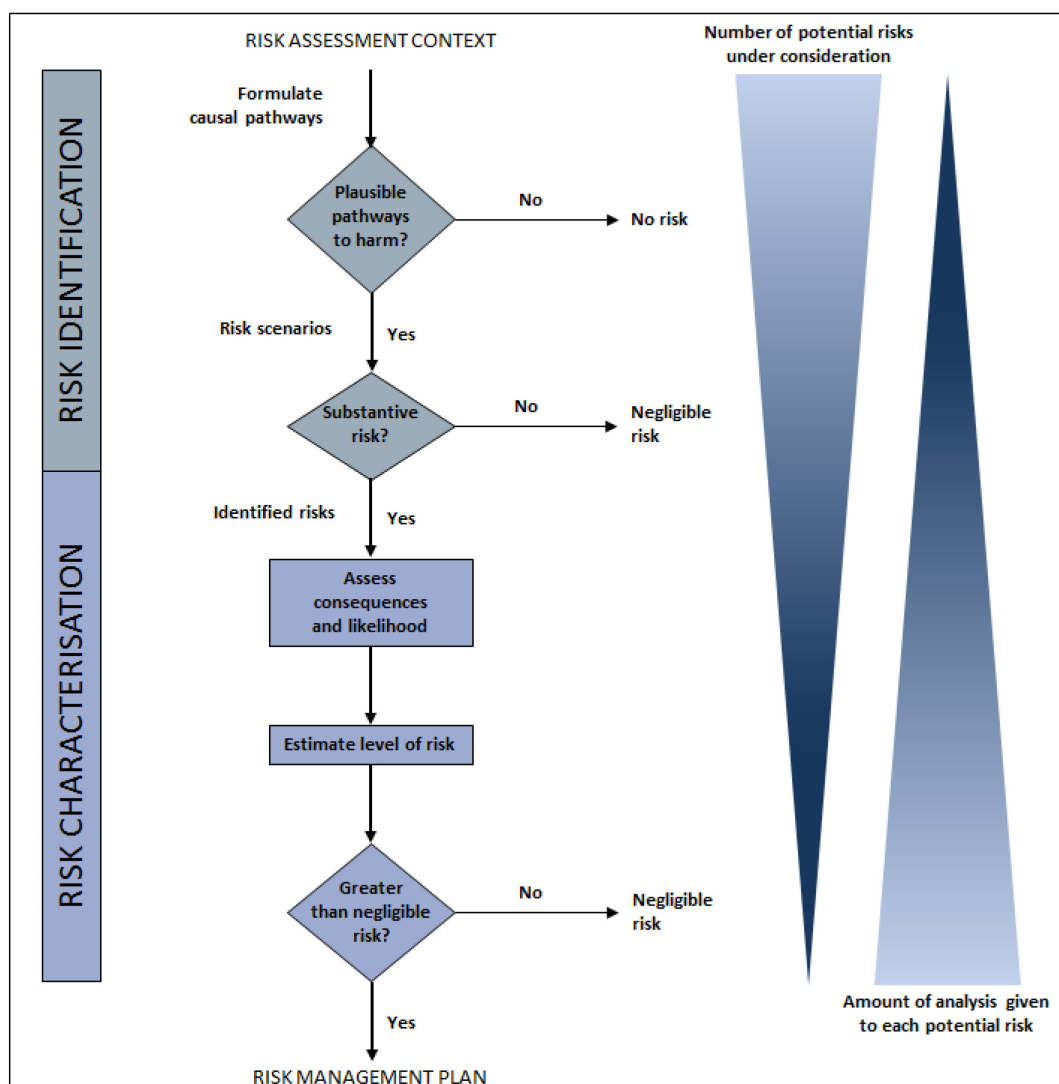 RISK ASSESSMENT CONTEXT
Number of potential risks
under consideration
RISK IDENTIFICATION
Formulate
causal pathways
Plausible
pathways
to harm?
No
No risk
Risk scenarios
Yes
Substantive
risk?
No
Negligible
risk
RISK CHARACTERISATION
Identified risks
Yes
Assess
consequences
and likelihood
Estimate level of risk
Greater
than negligible
risk?
No
Negligible
risk
Yes
Amount of analysis given
to each potential risk
RISK MANAGEMENT PLAN